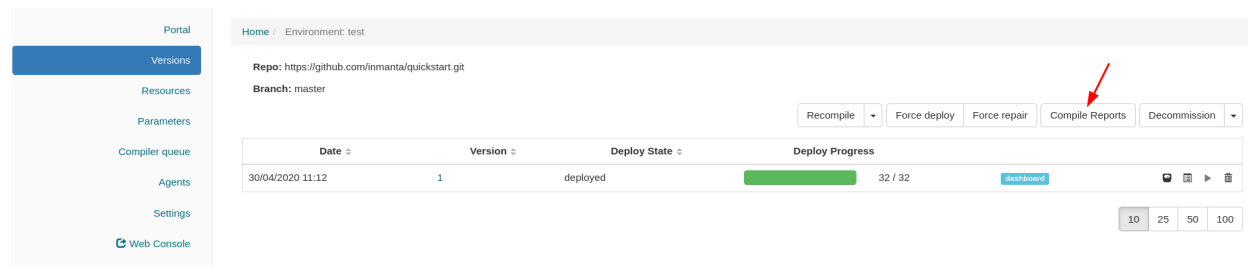 Portal
Versions
Resources
Parameters
Compiler queue
Agents
Settings
Web Console
Home / Environment: test
Repo: https://github.com/inmanta/quickstart.git
Branch: master
Recompile Force deploy Force repair Compile Reports Decommission
Date Version Deploy State Deploy Progress
30/04/2020 11:12 1 deployed 32 / 32 dashboard
10 25 50 100